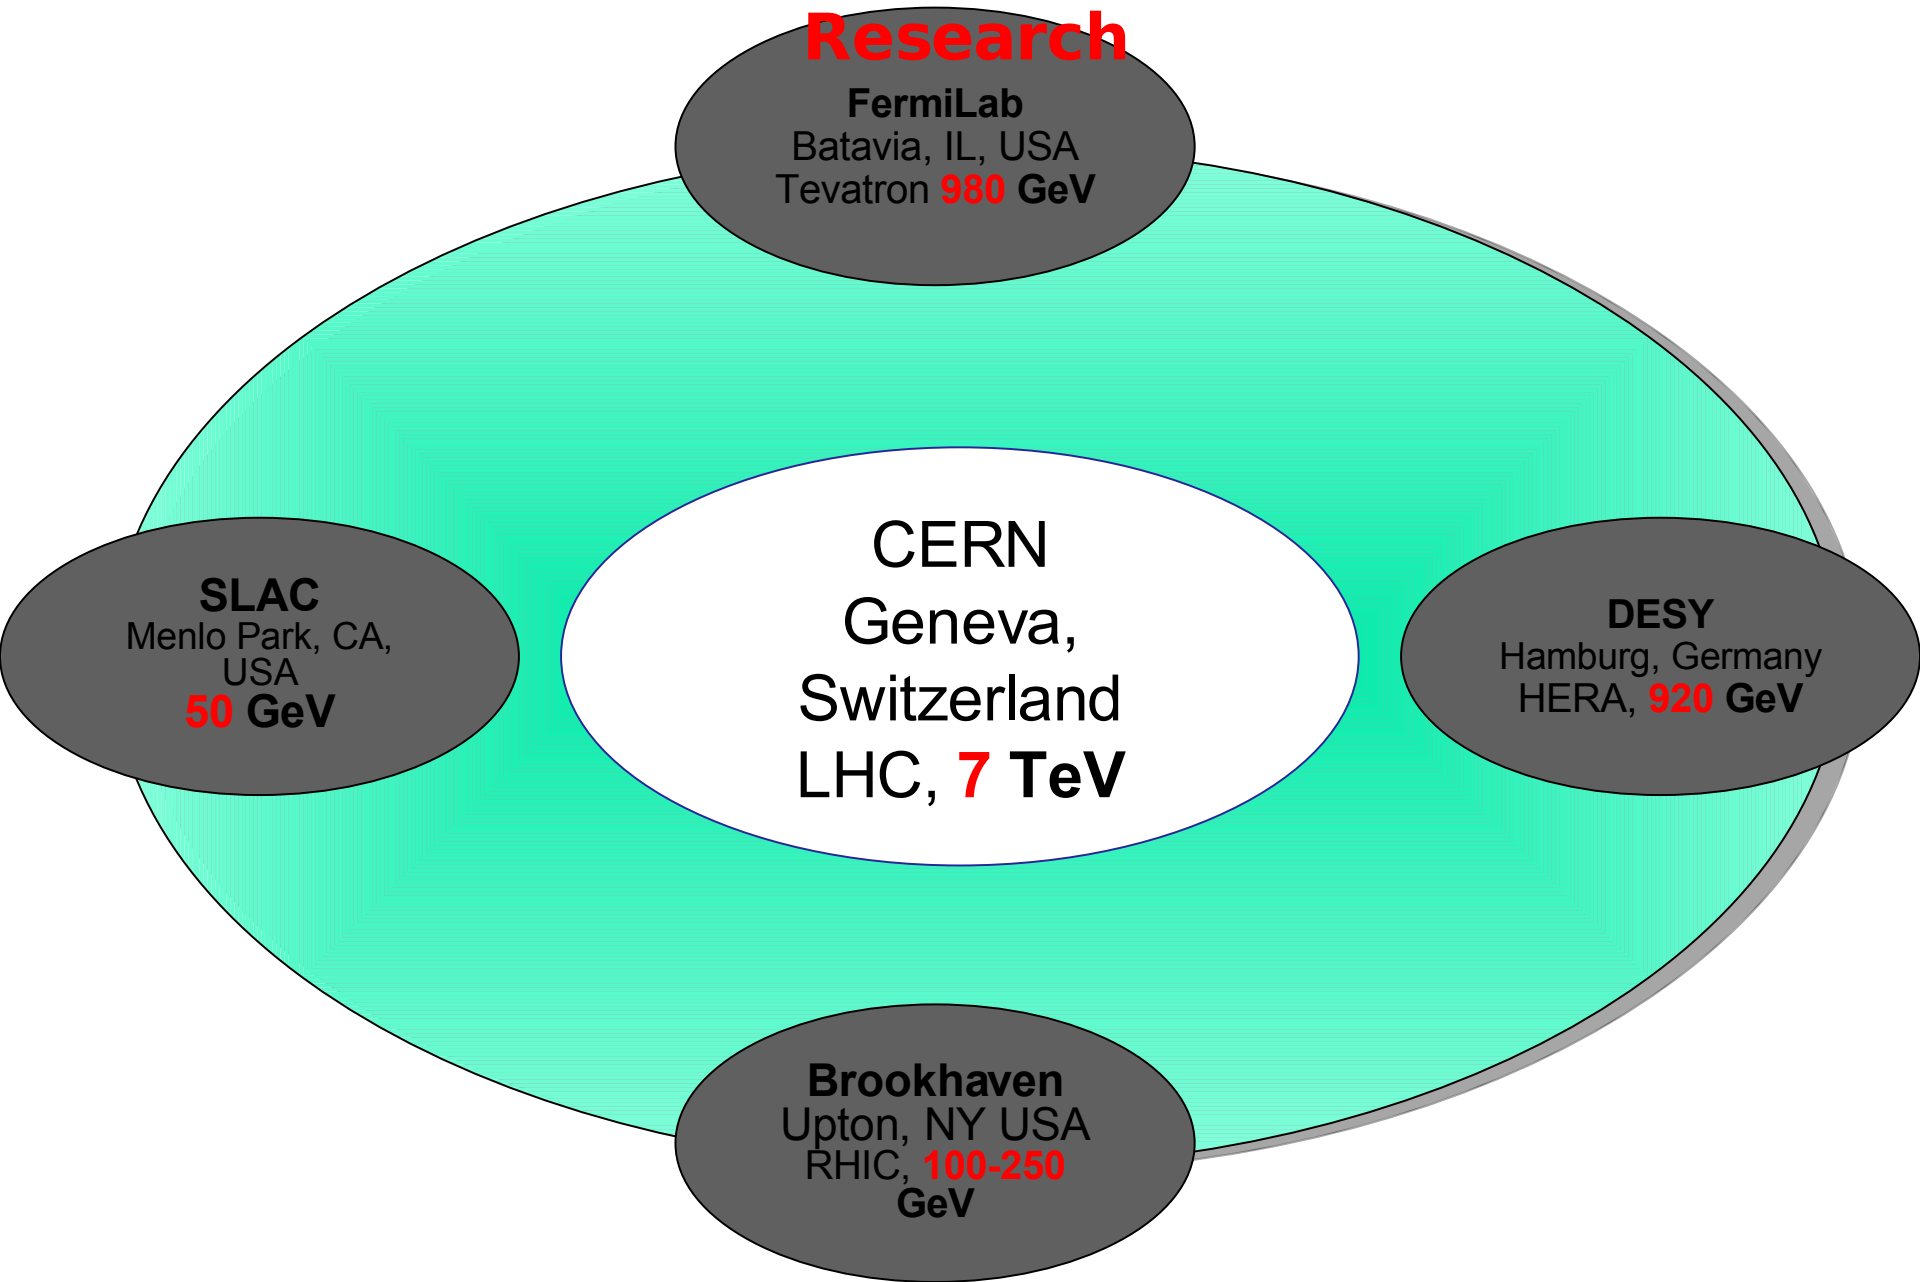 Research
FermiLab
Batavia, IL, USA
Tevatron 980 GeV
SLAC
Menlo Park, CA,
USA
50 GeV
CERN
Geneva,
Switzerland
LHC, 7 TeV
DESY
Hamburg, Germany
HERA, 920 GeV
Brookhaven
Upton, NY USA
RHIC, 100-250
GeV